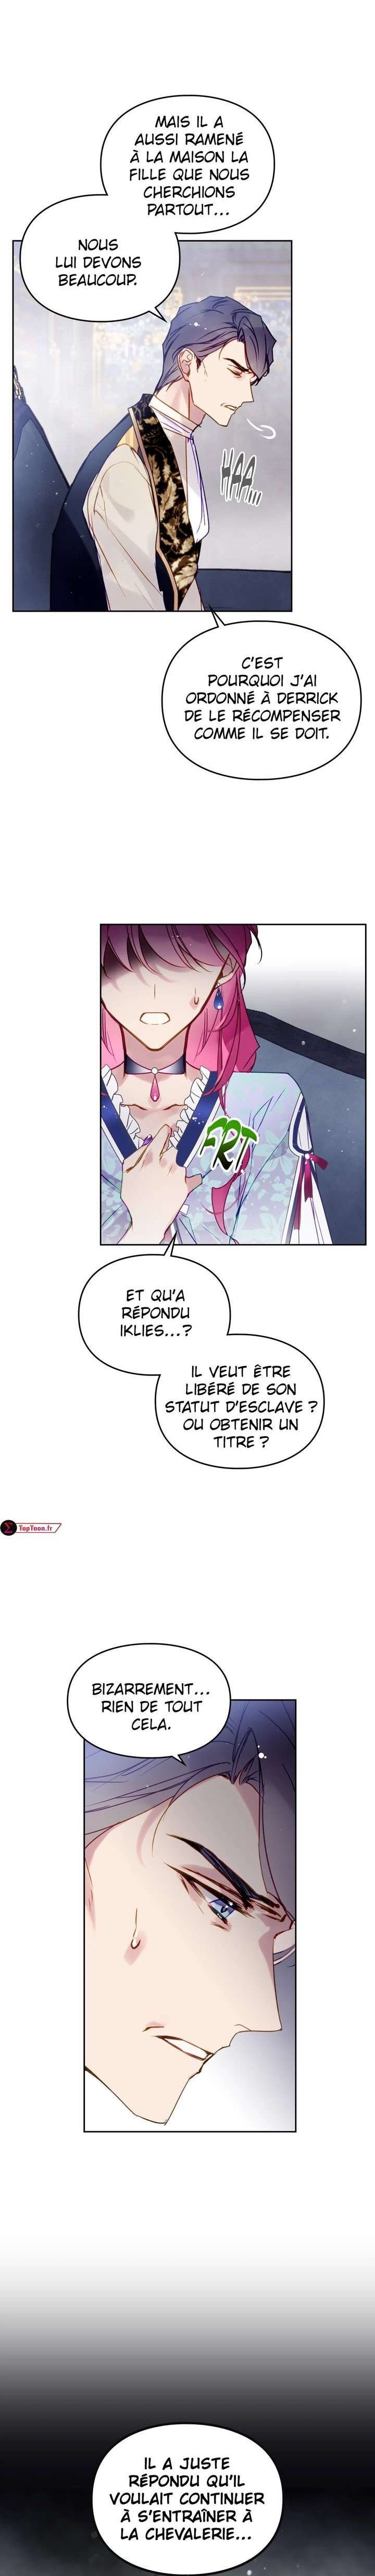 MAIS IL A
AUSSI RAMENÉ
À LA MAISON LA
FILLE QUE NOUS
CHERCHIONS
PARTOUT...
NOUS
LUI DEVONS
BEAUCOUP.
HAA...
C'EST
POURQUOI J'AI
ORDONNÉ À DERRICK
DE LE RÉCOMPENSER
COMME IL SE DOIT.
FRT
ET QU'A
RÉPONDU
IKLIES...?
IL VEUT ÊTRE
LIBÉRÉ DE SON
STATUT D'ESCLAVE ?
OU OBTENIR UN
TITRE ?
TopToon.fr
BIZARREMENT...
RIEN DE TOUT
CELA.
IL A JUSTE
RÉPONDU QU'IL
VOULAIT CONTINUER
À S'ENTRAÎNER À
LA CHEVALERIE...